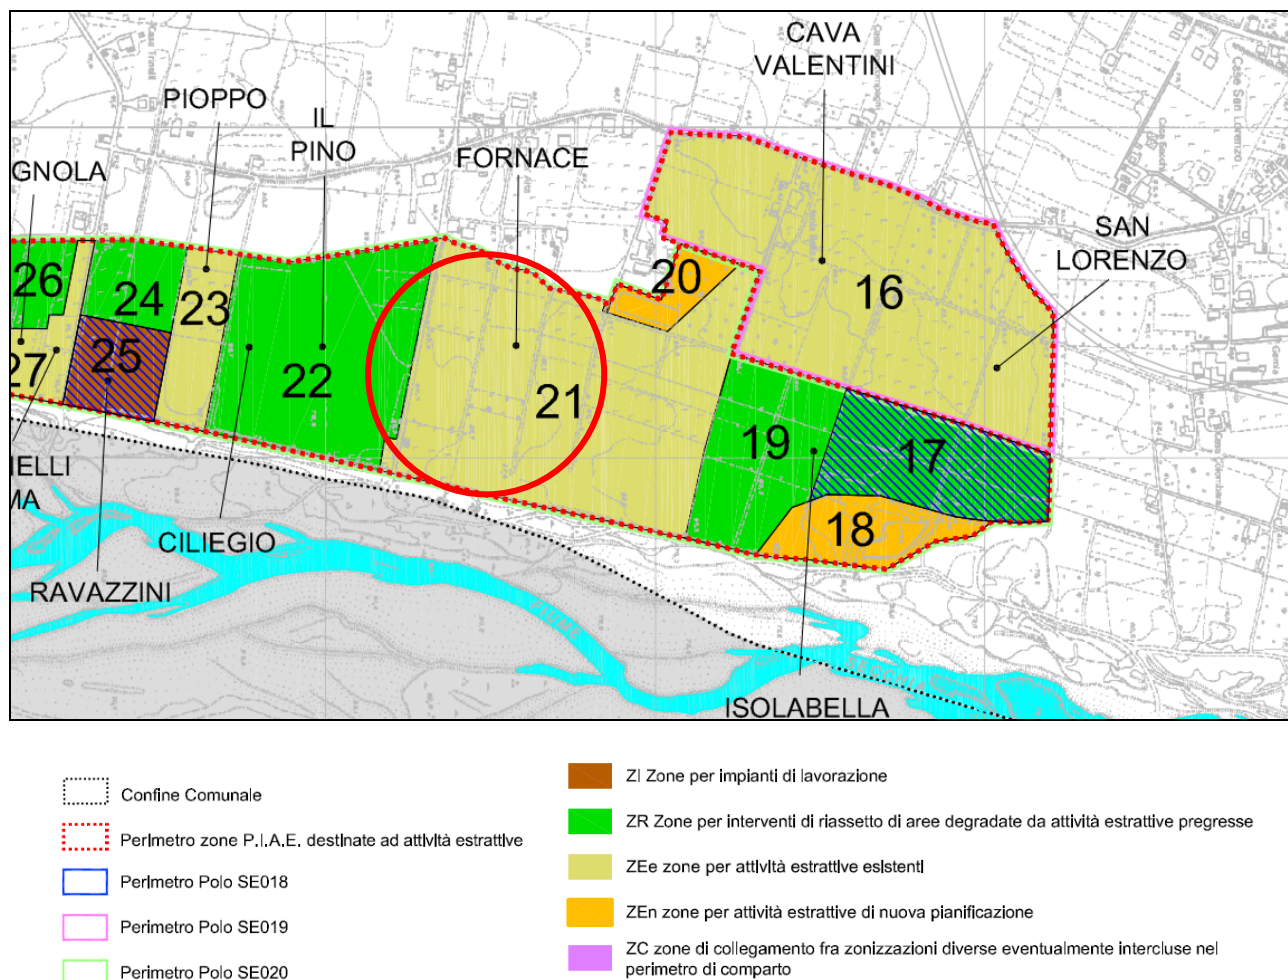 CAVA
VALENTINI
PIOPPO
IL
PINO
FORNACE
GNOLA
SAN
LORENZO
20
16
26
24
23
25
22
21
27
19
17
18
IELLI
MA
CILIEGIO
RAVAZZINI
FIUME
SECCHIA
ISOLABELLA
Confine Comunale
Perimetro zone P.I.A.E. destinate ad attività estrattive
Perimetro Polo SE018
Perimetro Polo SE019
Perimetro Polo SE020
ZI Zone per impianti di lavorazione
ZR Zone per interventi di riassetto di aree degradate da attività estrattive pregresse
ZEe zone per attività estrattive esistenti
ZEn zone per attività estrattive di nuova pianificazione
ZC zone di collegamento fra zonizzazioni diverse eventualmente intercluse nel
perimetro di comparto